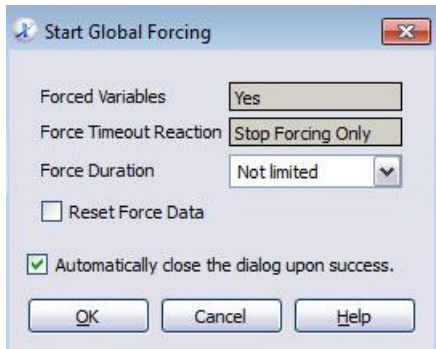 Start Global Forcing
Forced Variables Yes
Force Timeout Reaction Stop Forcing Only
Force Duration Not limited
Reset Force Data
Automatically close the dialog upon success.
OK Cancel Help